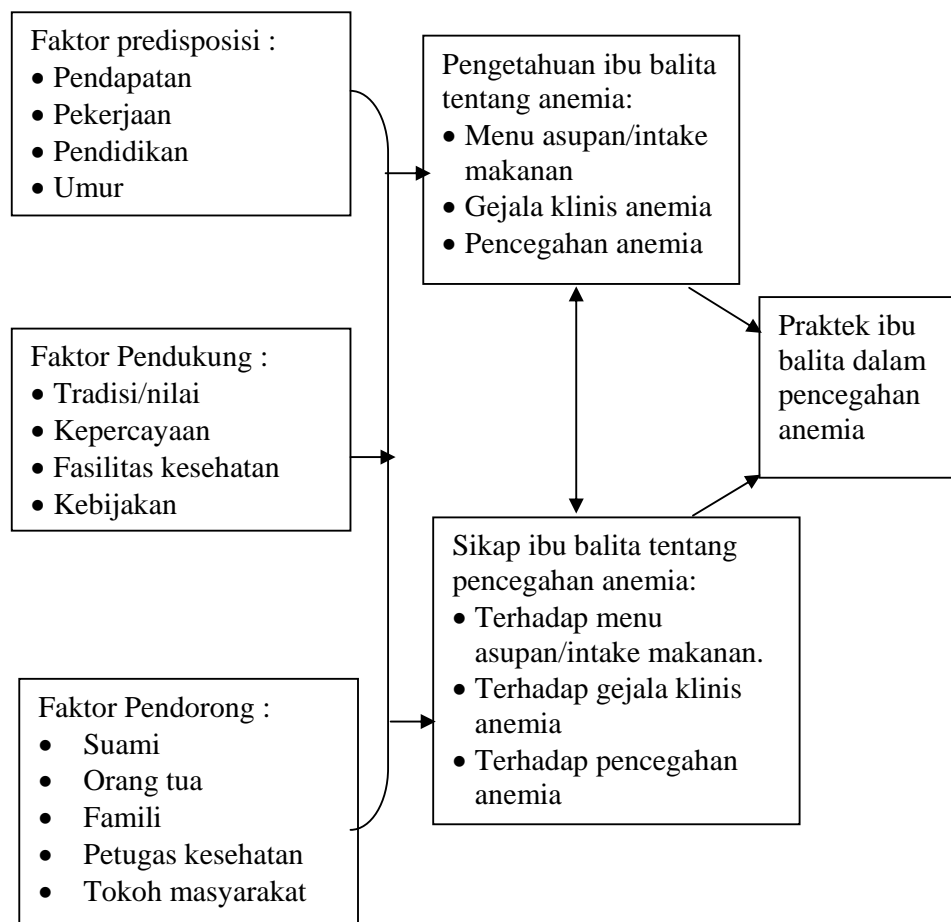 Faktor predisposisi :
• Pendapatan
• Pekerjaan
• Pendidikan
• Umur
Pengetahuan ibu balita
tentang anemia:
• Menu asupan/intake
makanan
• Gejala klinis anemia
• Pencegahan anemia
Faktor Pendukung :
• Tradisi/nilai
• Kepercayaan
• Fasilitas kesehatan
• Kebijakan
Praktek ibu
balita dalam
pencegahan
anemia
Sikap ibu balita tentang
pencegahan anemia:
• Terhadap menu
asupan/intake makanan.
• Terhadap gejala klinis
anemia
• Terhadap pencegahan
anemia
Faktor Pendorong :
• Suami
• Orang tua
• Famili
• Petugas kesehatan
• Tokoh masyarakat